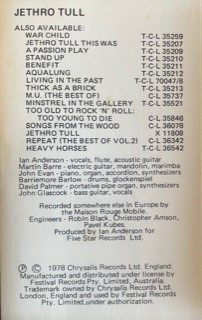 JETHRO TULL
ALSO AVAILABLE:
WAR CHILD T-C-L 35259
JETHRO TULL THIS WAS T-C-L 35207
A PASSION PLAY T-C-L 35209
STAND UP T-C-L 35210
BENEFIT T-C-L 35211
AQUALUNG T-C-L 35212
LIVING IN THE PAST T-C-L 70047/8
THICK AS A BRICK T-C-L 35213
M.U. (THE BEST OF) C-L 35737
MINSTREL IN THE GALLERY T-C-L 35521
TOO OLD TO ROCK 'N' ROLL:
TOO YOUNG TO DIE C-L 35846
SONGS FROM THE WOOD C-L 36078
JETHRO TULL X 11808
REPEAT (THE BEST OF VOL.2) C-L 36342
HEAVY HORSES T-C-L 36542
Ian Anderson - vocals, flute, acoustic guitar
Martin Barre - electric guitar, mandolin, marimba
John Evan - piano, organ, accordion, synthesizers
Barriemore Barlow - drums, glockenspiel
David Palmer - portative pipe organ, synthesizers
John Glascock - bass guitar, vocals
Recorded somewhere else in Europe by
the Maison Rouge Mobile.
Engineers - Robin Black, Christopher Amson,
Pavel Kubes
Produced by Ian Anderson for
Five Star Records Ltd.
Ⓟ © 1978 Chrysalis Records Ltd. England.
Manufactured and distributed under license by
Festival Records Pty. Limited, Australia.
Trademark owned by Chrysalis Records Ltd.
London, England and used by Festival Records
Pty. Limited,under authorization.